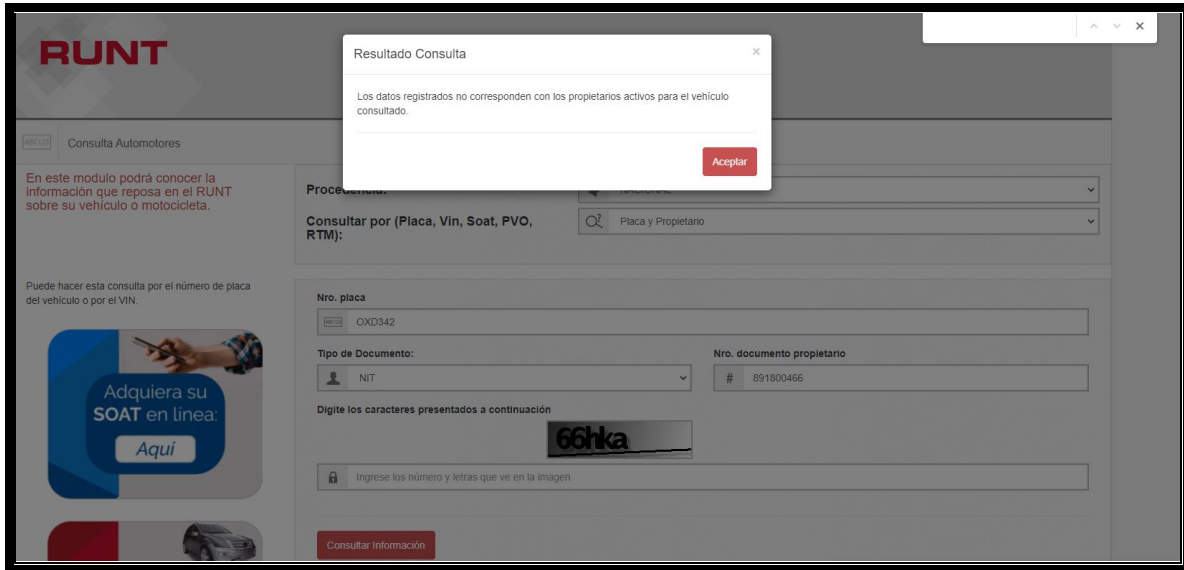 RUNT
Resultado Consulta
×
Los datos registrados no corresponden con los propietarios activos para el vehículo
consultado.
Aceptar
ABC123
Consulta Automotores
En este modulo podrá conocer la
información que reposa en el RUNT
sobre su vehículo o motocicleta.
Procedencia:
NACIONAL
Consultar por (Placa, Vin, Soat, PVO,
RTM):
Placa y Propietario
Puede hacer esta consulta por el número de placa
del vehículo o por el VIN.
Adquiera su
SOAT en línea:
Aquí
Nro. placa
ABC123
OXD342
Tipo de Documento:
NIT
Nro. documento propietario
# 891800466
Digite los caracteres presentados a continuación
66hka
Ingrese los número y letras que ve en la imagen
Consultar Información